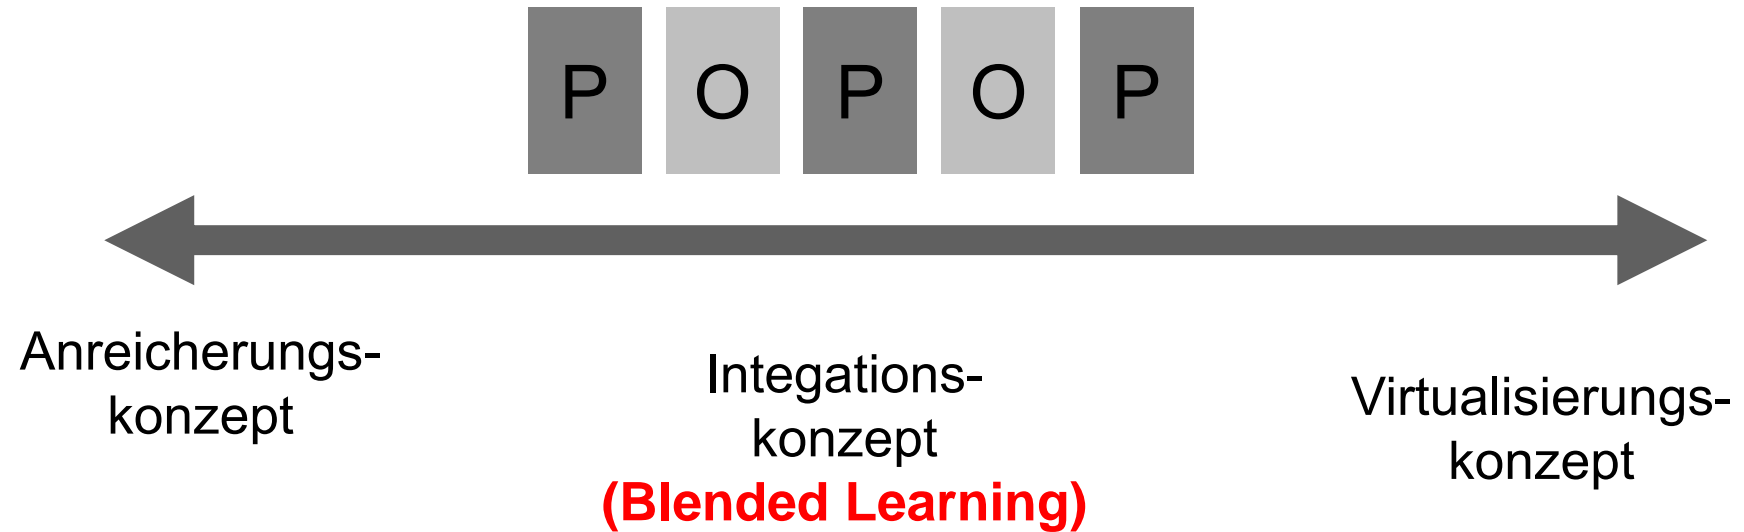 P O P O P
Anreicherungs-
konzept
Integations-
konzept
(Blended Learning)
Virtualisierungs-
konzept